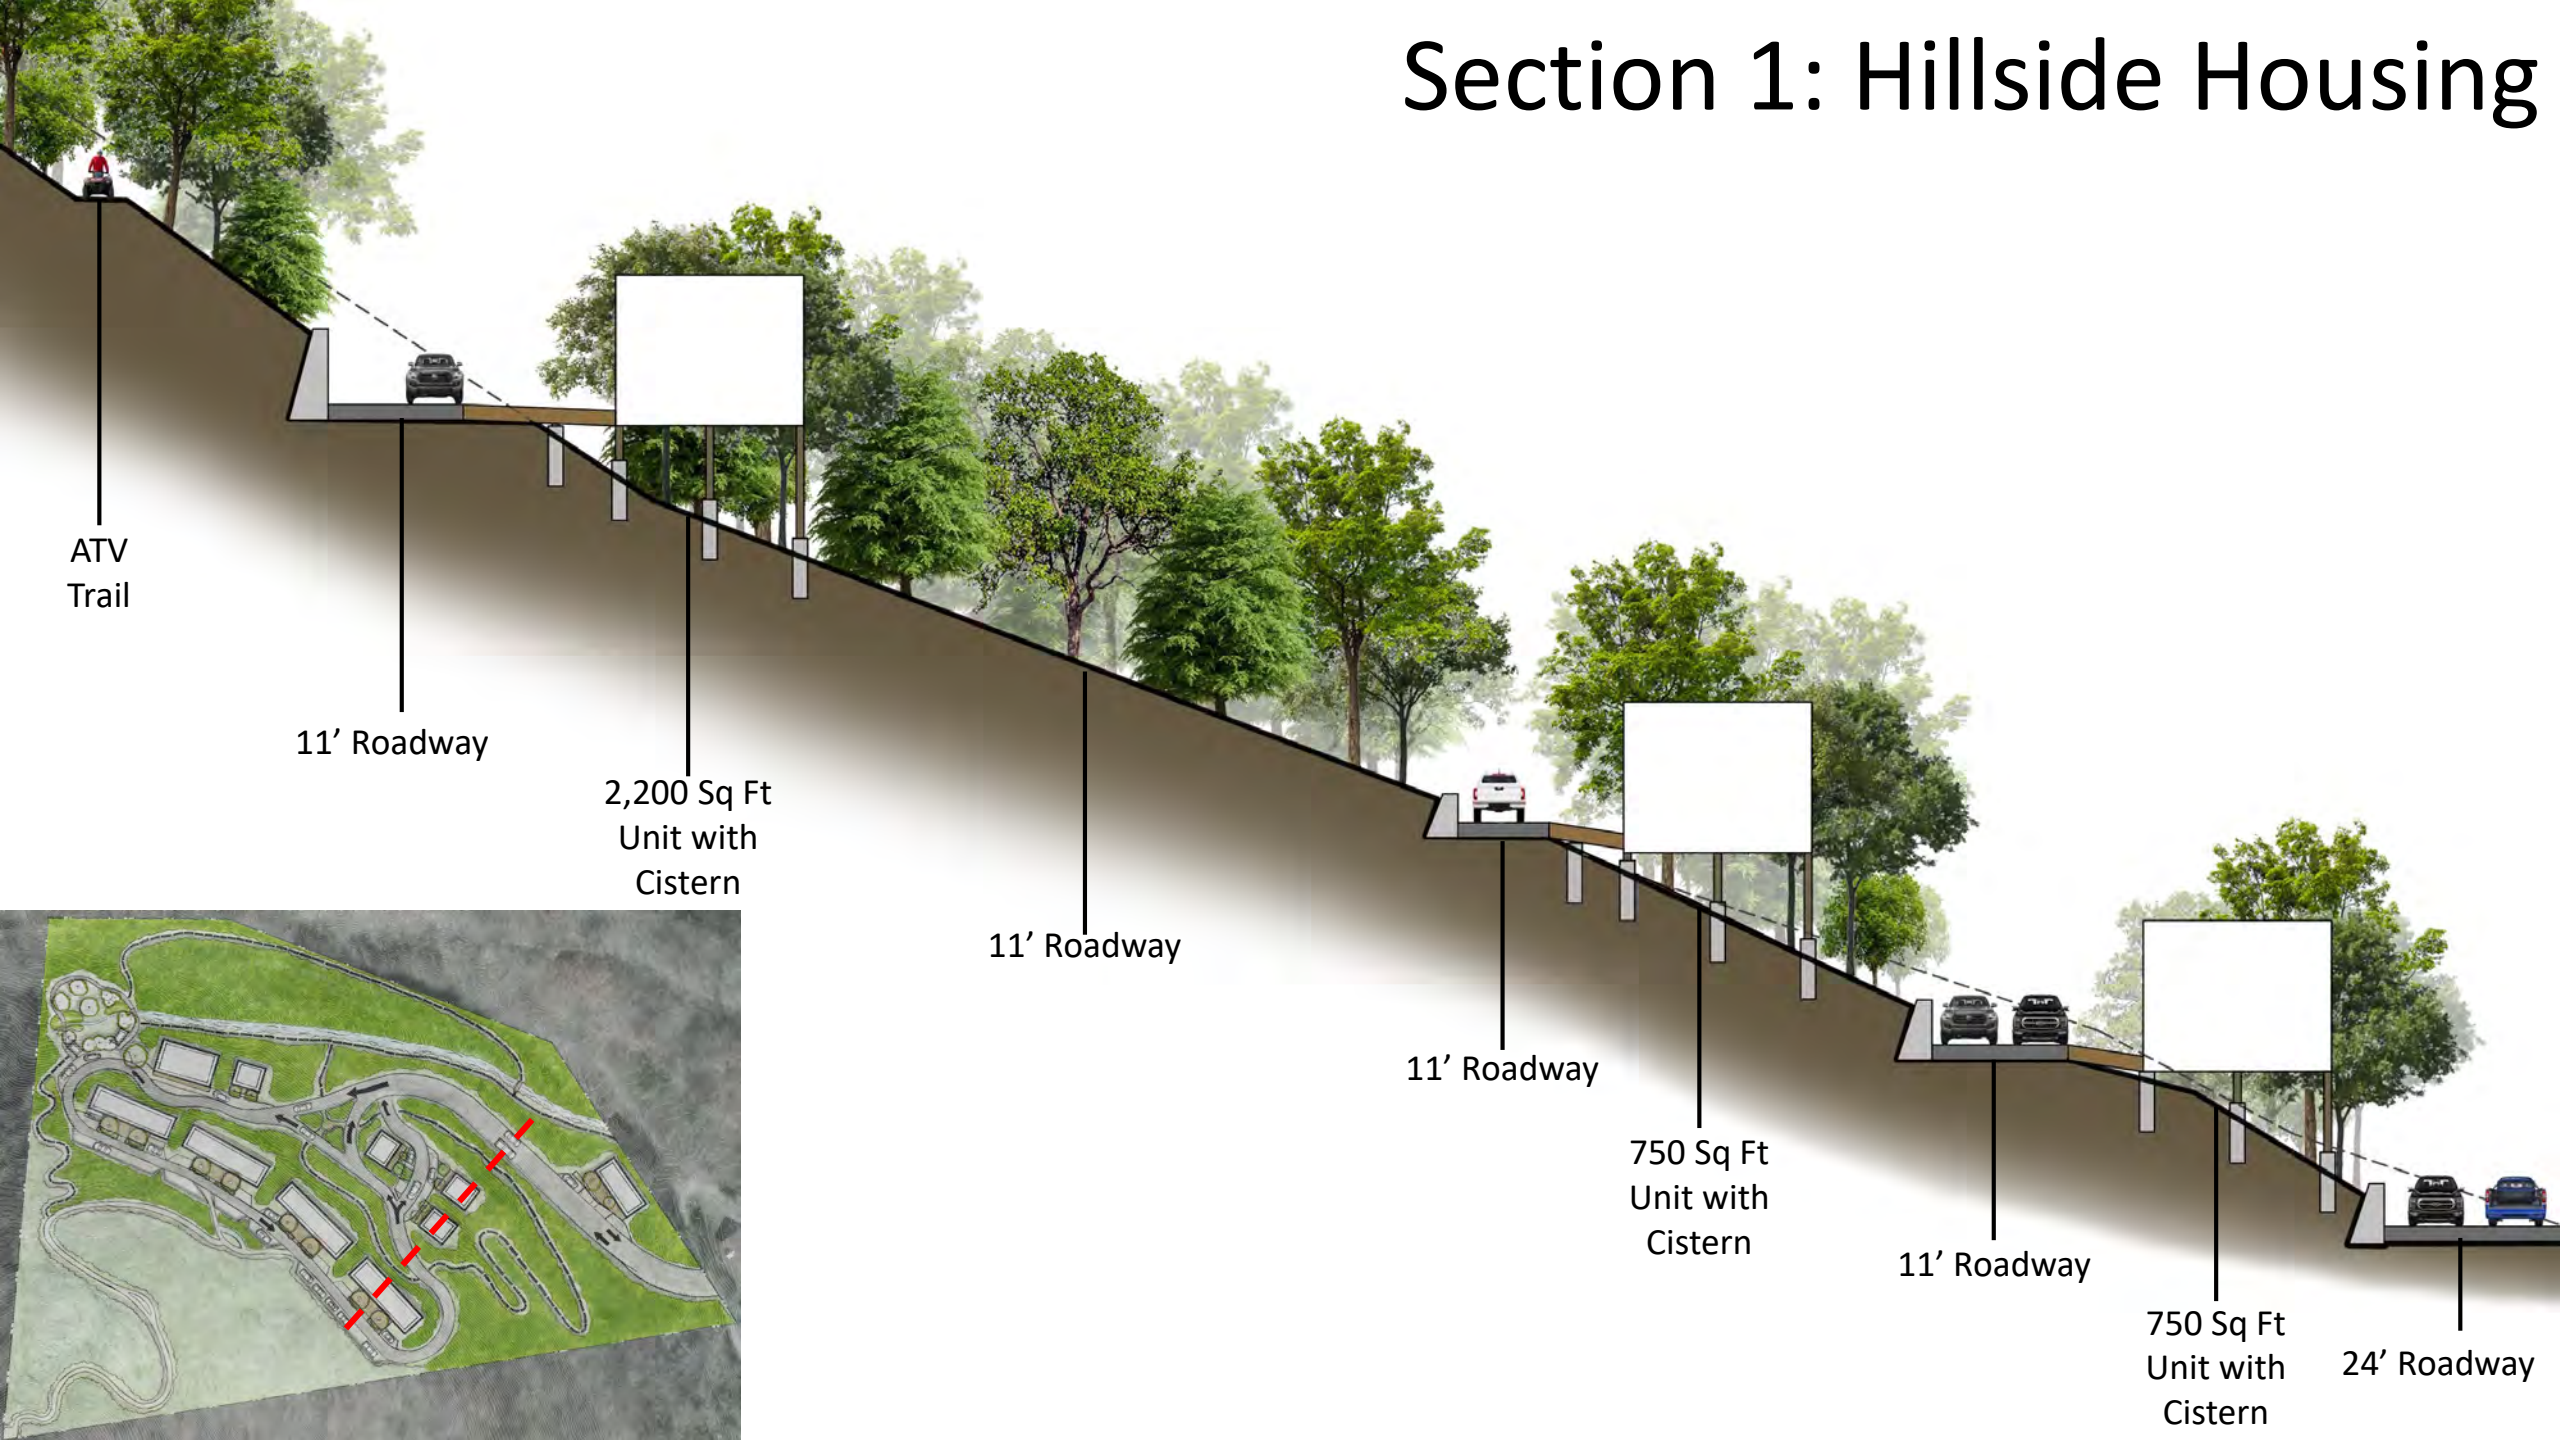 Section 1: Hillside Housing
ATV
Trail
11’ Roadway
2,200 Sq Ft
Unit with
Cistern
11’ Roadway
11’ Roadway
750 Sq Ft
Unit with
Cistern
11’ Roadway
750 Sq Ft
Unit with
Cistern
24’ Roadway